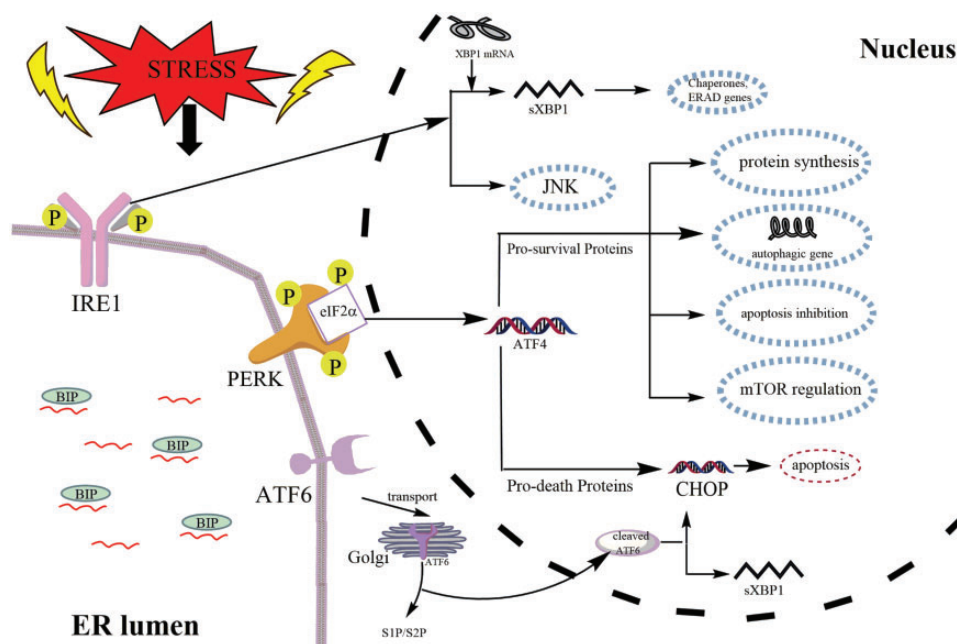 STRESS
XBP1 mRNA
Nucleus
sXBP1
Chaperones,
ERAD genes
P
P
JNK
protein synthesis
IRE1
Pro-survival Proteins
autophagic gene
P
P
eIF2α
P
PERK
ATF4
apoptosis inhibition
mTOR regulation
BIP
BIP
BIP
BIP
ATF6
transport
Golgi
ATF6
S1P/S2P
Pro-death Proteins
CHOP
apoptosis
cleaved
ATF6
sXBP1
ER lumen